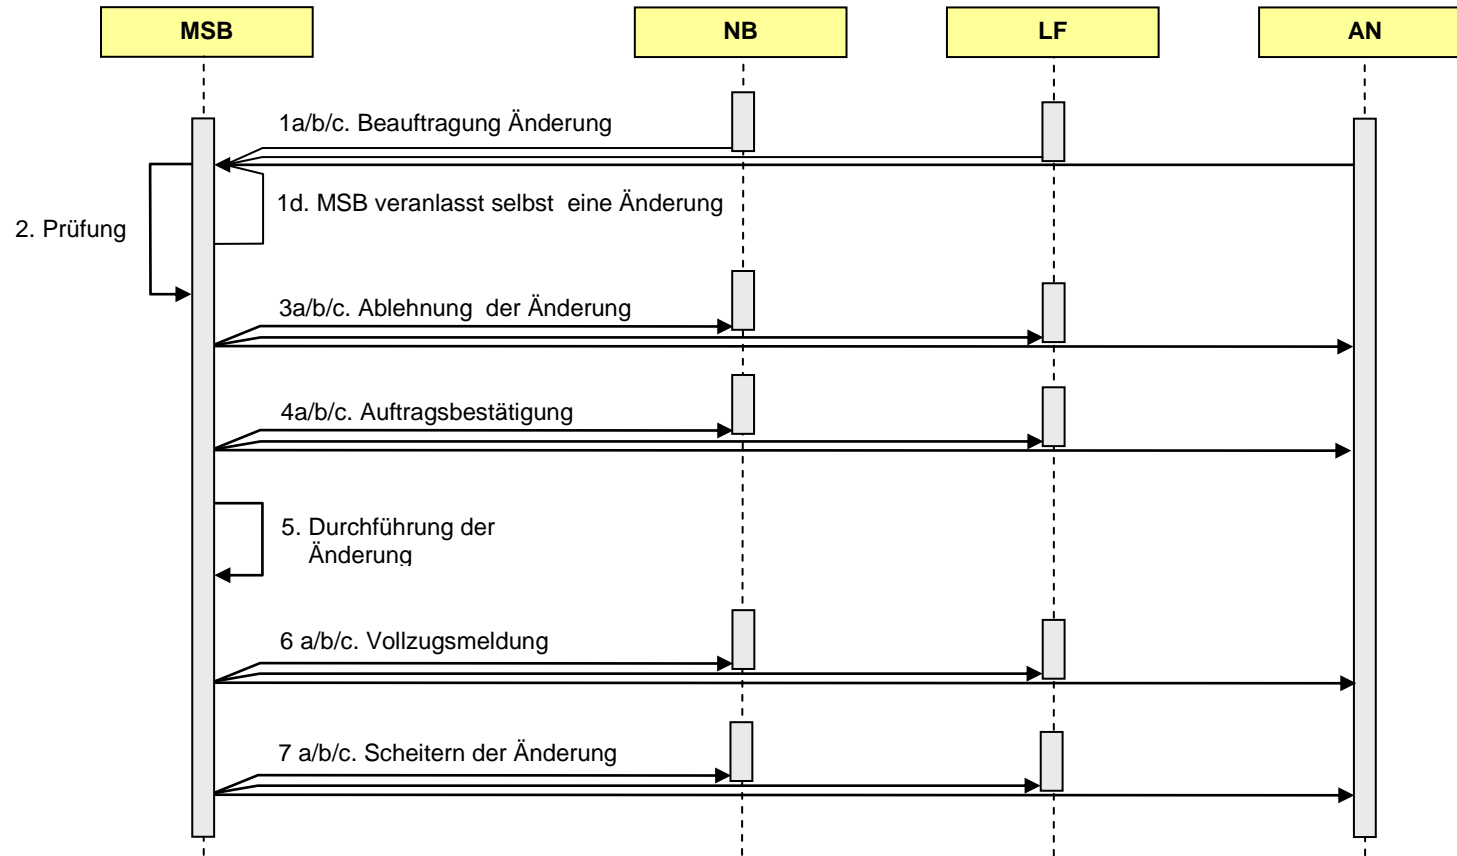 MSB
NB
LF
AN
1a/b/c. Beauftragung Änderung
1d. MSB veranlasst selbst  eine Änderung
2. Prüfung
3a/b/c. Ablehnung  der Änderung
4a/b/c. Auftragsbestätigung
5. Durchführung der
Änderung
6 a/b/c. Vollzugsmeldung
7 a/b/c. Scheitern der Änderung